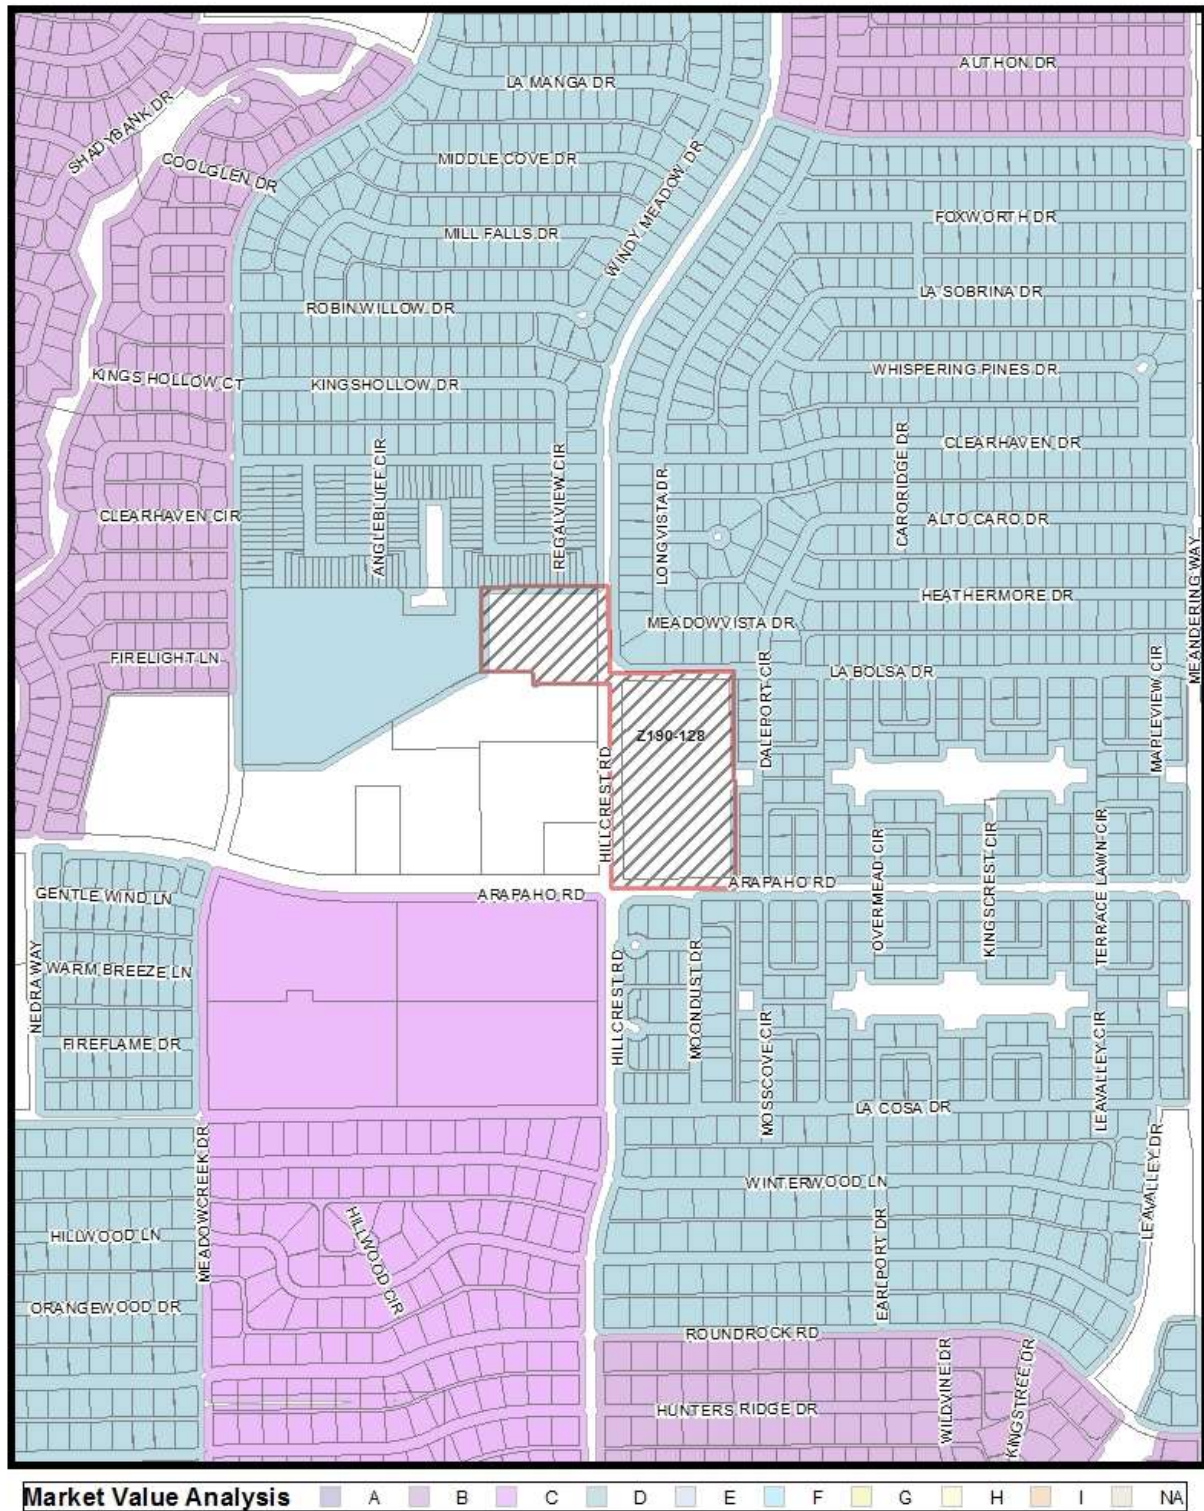 AUTHON DR
LA MANGA DR
SHADYBANK DR
MIDDLE COVE DR
COOLGLEN DR
WINDY MEADOW DR
FOXWORTH DR
MILL FALLS DR
LA SOBRINA DR
ROBIN WILLOW DR
WHISPERING PINES DR
KINGS HOLLOW CT
KINGSHOLLOW DR
CLEARHAVEN DR
CARORIDGE DR
ANGLEBLUFF CIR
REGALVIEW CIR
LONGVISTA DR
CLEARHAVEN CIR
ALTO CARO DR
MEANDERING WAY
HEATHERMORE DR
MEADOWVISTA DR
FIRELIGHT LN
LA BOLSA DR
DALEPORT CIR
MAPLEVIEW CIR
Z190-128
HILLCREST RD
OVERMEAD CIR
KINGSCREST CIR
TERRACE LAWN CIR
ARAPAHO RD
ARAPAHO RD
GENTLE WIND LN
NEDRA WAY
WARM BREEZE LN
HILLCREST RD
MOONDUST DR
FIREFLAME DR
MOSSCOVE CIR
LEAVALLEY CIR
LA COSA DR
MEADOWCREEK DR
WINTERWOOD LN
LEAVALLEY DR
HILLWOOD LN
HILLWOOD CIR
EARLPORT DR
ORANGEWOOD DR
ROUNDROCK RD
WILDVINE DR
KINGSTREE DR
HUNTERS RIDGE DR
Market Value Analysis A B C D E F G H I NA